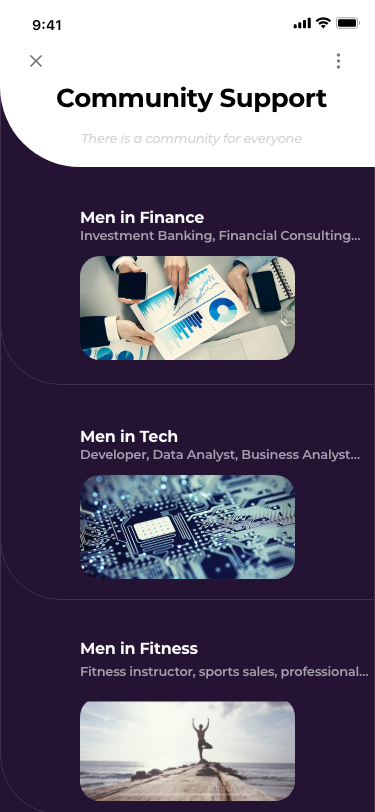 9:41
Community Support
There is a community for everyone
Men in Finance
Investment Banking, Financial Consulting...
Men in Tech
Developer, Data Analyst, Business Analyst...
Men in Fitness
Fitness instructor, sports sales, professional...